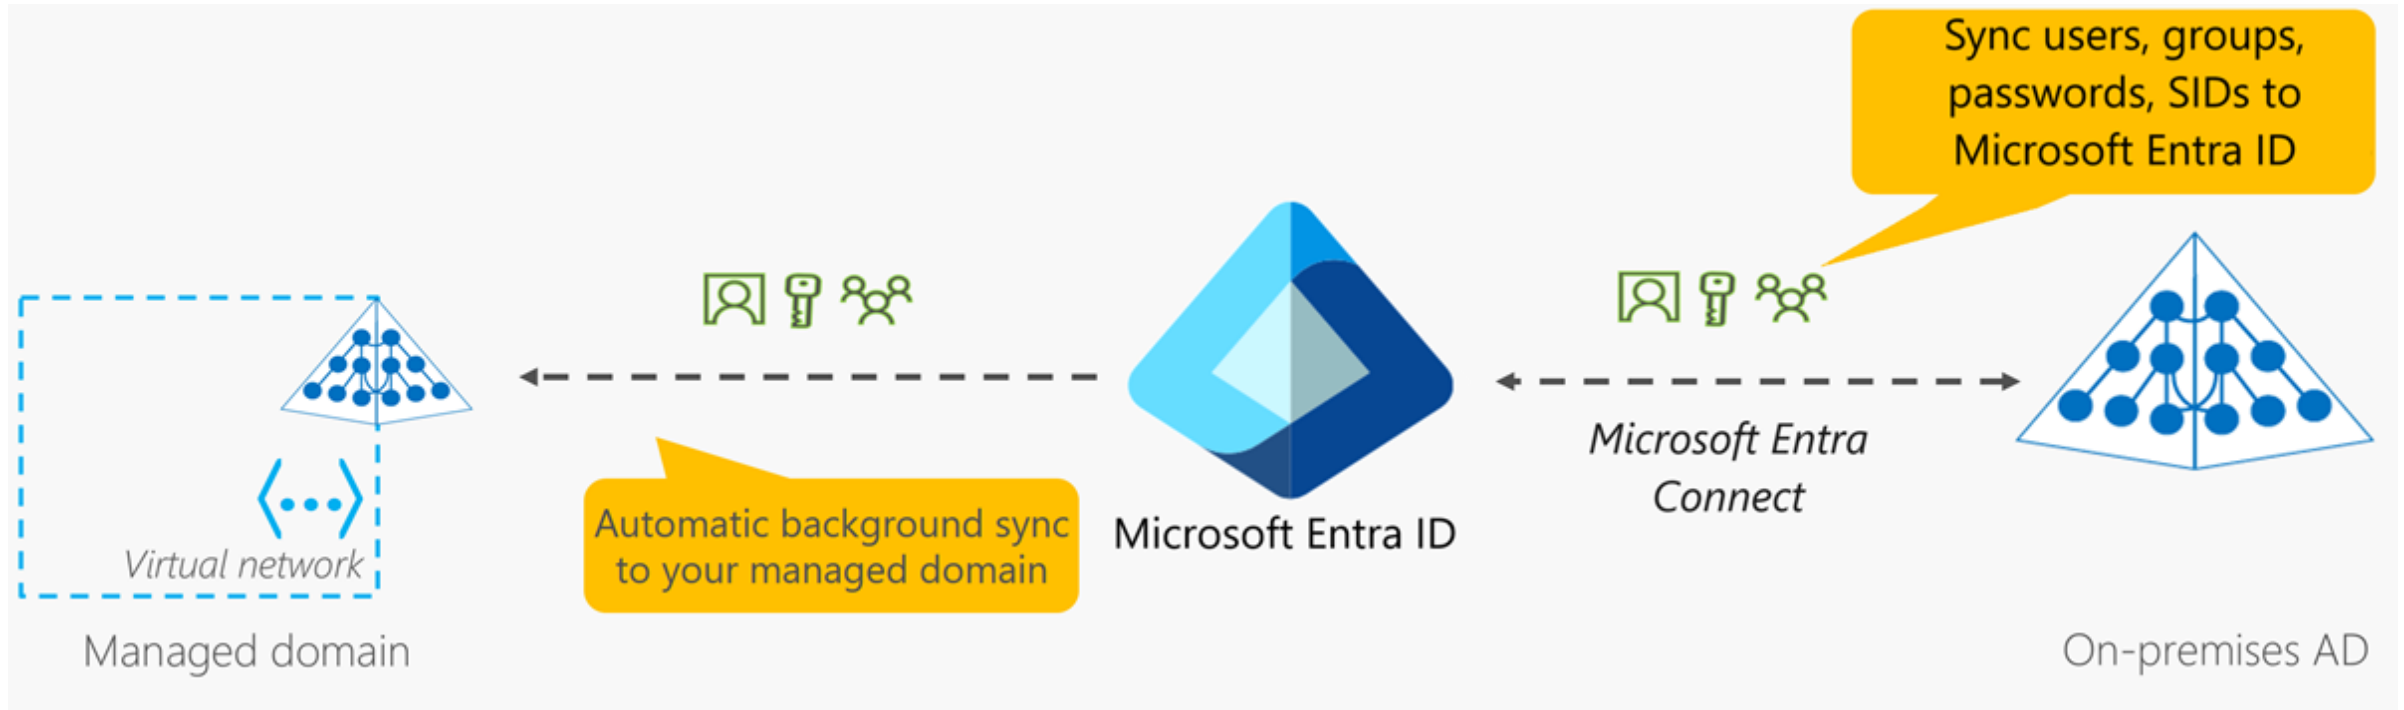 Sync users, groups,
passwords, SIDs to
Microsoft Entra ID
Microsoft Entra
Connect
Automatic background sync
to your managed domain
Microsoft Entra ID
Virtual network
Managed domain
On-premises AD